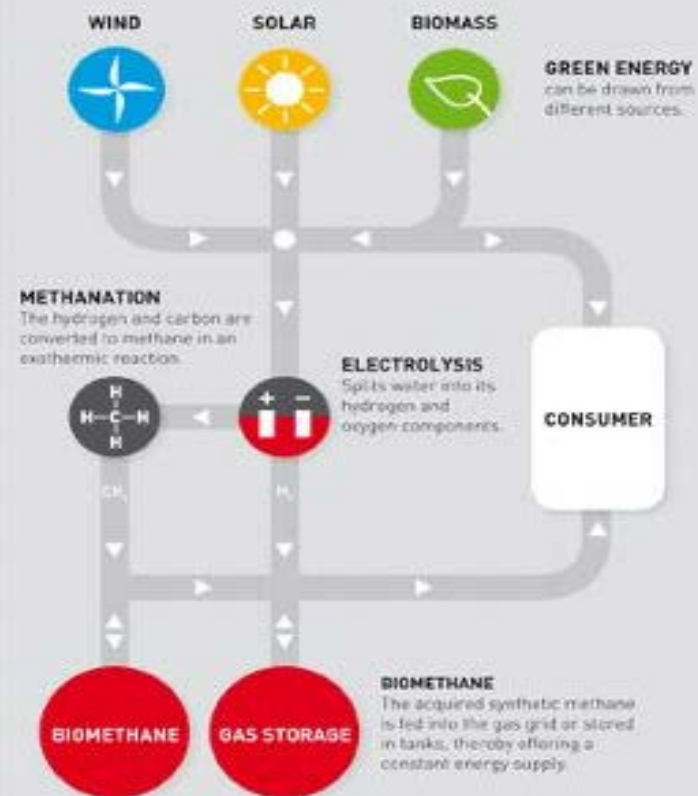 WIND
SOLAR
BIOMASS
GREEN ENERGY
can be drawn from
different sources.
METHANATION
The hydrogen and carbon are
converted to methane in an
exothermic reaction.
H
H-C-H
H
ELECTROLYSIS
Splits water into its
hydrogen and
oxygen components.
+ -
CONSUMER
CH₄
H₂
BIOMETHANE
GAS STORAGE
BIOMETHANE
The acquired synthetic methane
is fed into the gas grid or stored
in tanks, thereby offering a
constant energy supply.